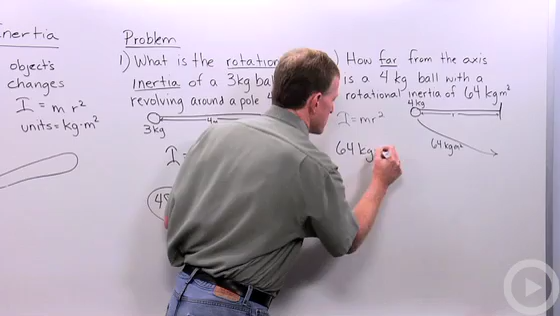 nertia
object's
changes
I = m r²
units = kg·m²
Problem
1) What is the rotation
inertia of a 3kg ba
revolving around a pole
3kg
4m
I =
) How far from the axis
is a 4 kg ball with a
rotational inertia of 64 kgm²
4kg
r
64 kgm²
I = mr²
64 kg